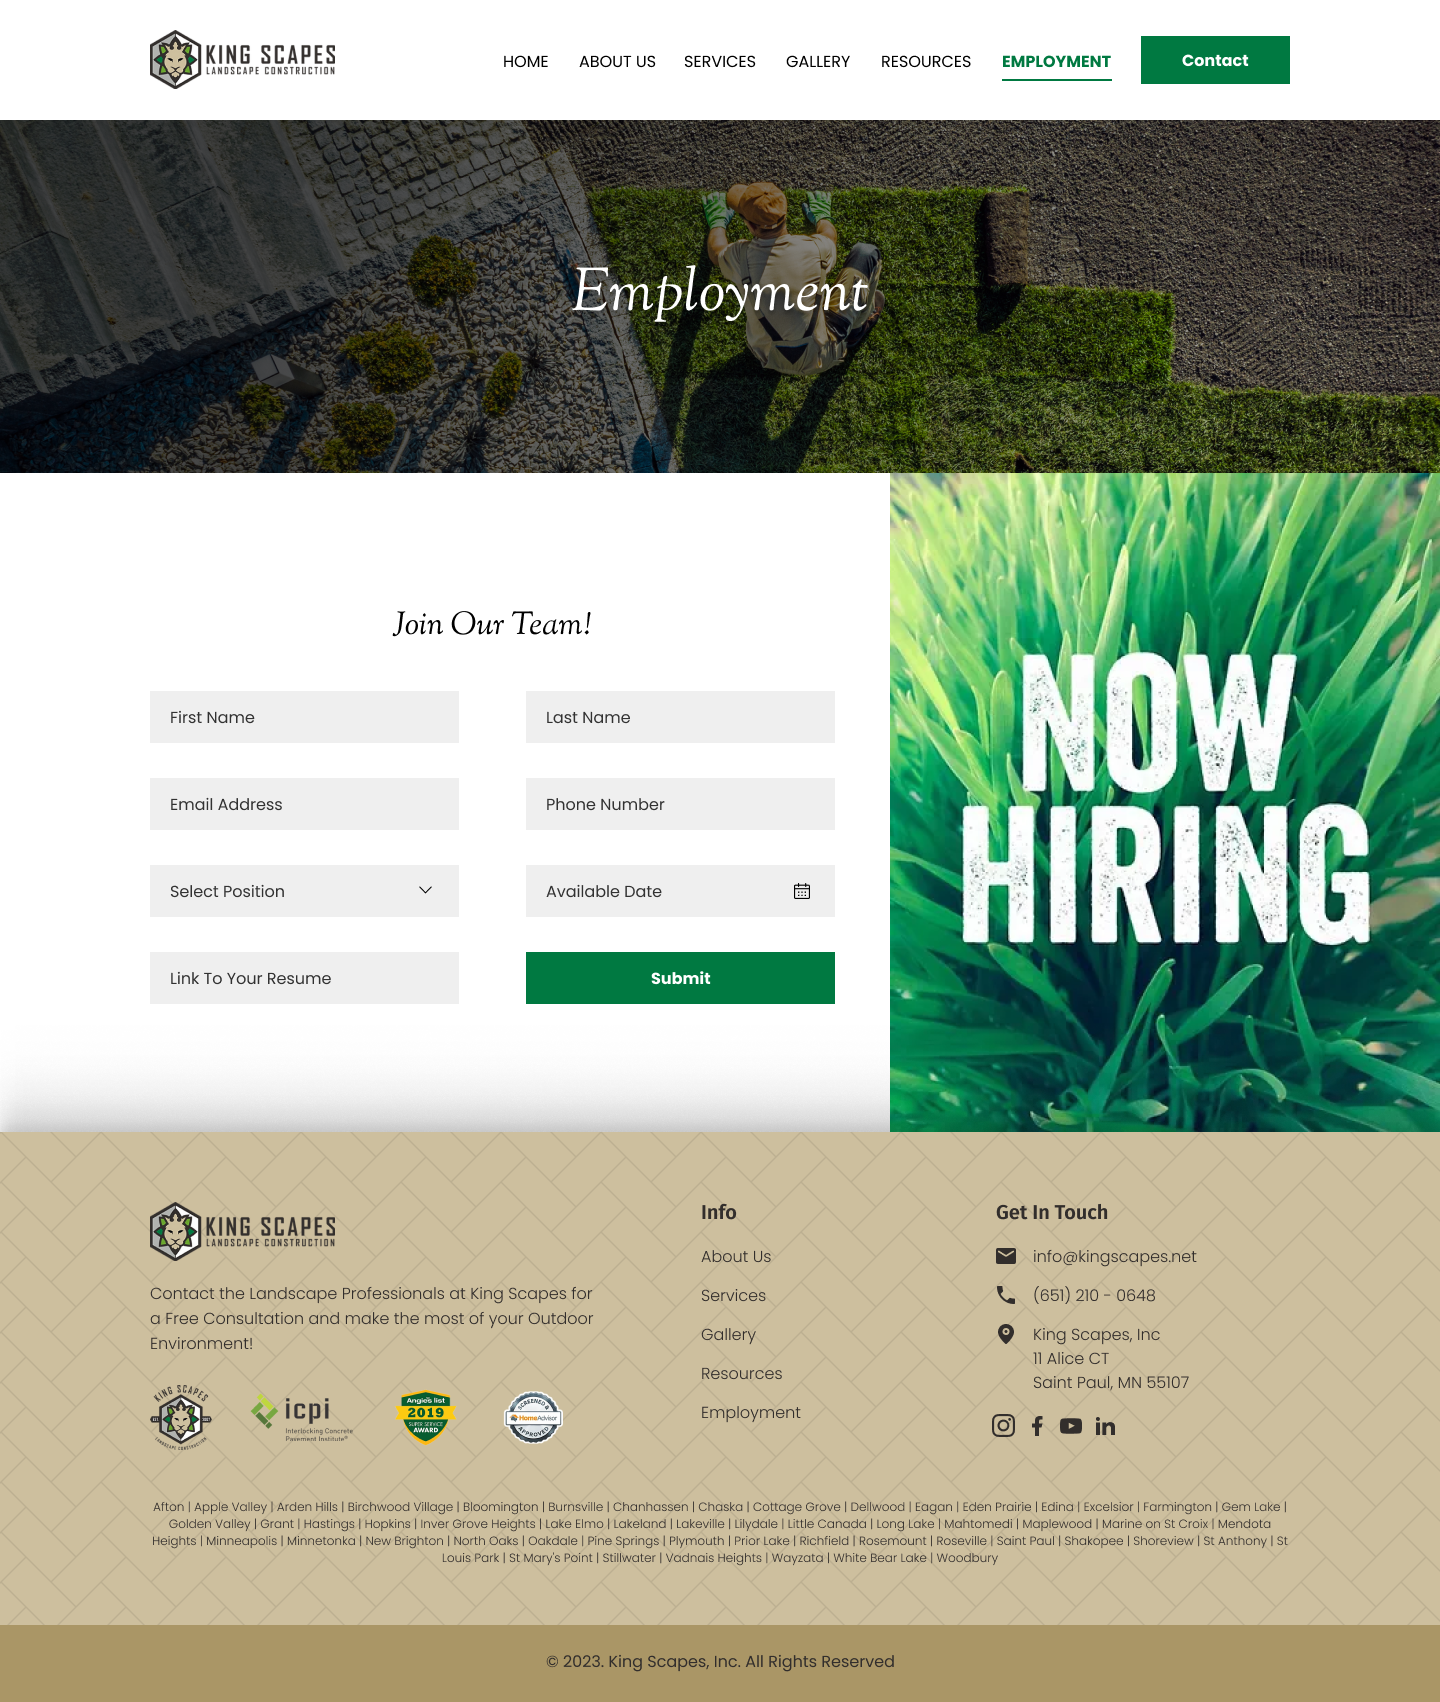 KING SCAPES
LANDSCAPE CONSTRUCTION
HOME ABOUT US SERVICES GALLERY RESOURCES EMPLOYMENT Contact
Employment
Join Our Team!
First Name Last Name
Email Address Phone Number
Select Position Available Date
Link To Your Resume Submit
NOW
HIRING
KING SCAPES
LANDSCAPE CONSTRUCTION
Contact the Landscape Professionals at King Scapes for
a Free Consultation and make the most of your Outdoor
Environment!
KING SCAPES
LANDSCAPE CONSTRUCTION
icpi
Interlocking Concrete
Pavement Institute®
Angie's list
2019
SUPER SERVICE
AWARD
SCREENED &
HomeAdvisor
APPROVED
Info
About Us
Services
Gallery
Resources
Employment
Get In Touch
info@kingscapes.net
(651) 210 - 0648
King Scapes, Inc
11 Alice CT
Saint Paul, MN 55107
Afton | Apple Valley | Arden Hills | Birchwood Village | Bloomington | Burnsville | Chanhassen | Chaska | Cottage Grove | Dellwood | Eagan | Eden Prairie | Edina | Excelsior | Farmington | Gem Lake |
Golden Valley | Grant | Hastings | Hopkins | Inver Grove Heights | Lake Elmo | Lakeland | Lakeville | Lilydale | Little Canada | Long Lake | Mahtomedi | Maplewood | Marine on St Croix | Mendota
Heights | Minneapolis | Minnetonka | New Brighton | North Oaks | Oakdale | Pine Springs | Plymouth | Prior Lake | Richfield | Rosemount | Roseville | Saint Paul | Shakopee | Shoreview | St Anthony | St
Louis Park | St Mary's Point | Stillwater | Vadnais Heights | Wayzata | White Bear Lake | Woodbury
© 2023. King Scapes, Inc. All Rights Reserved